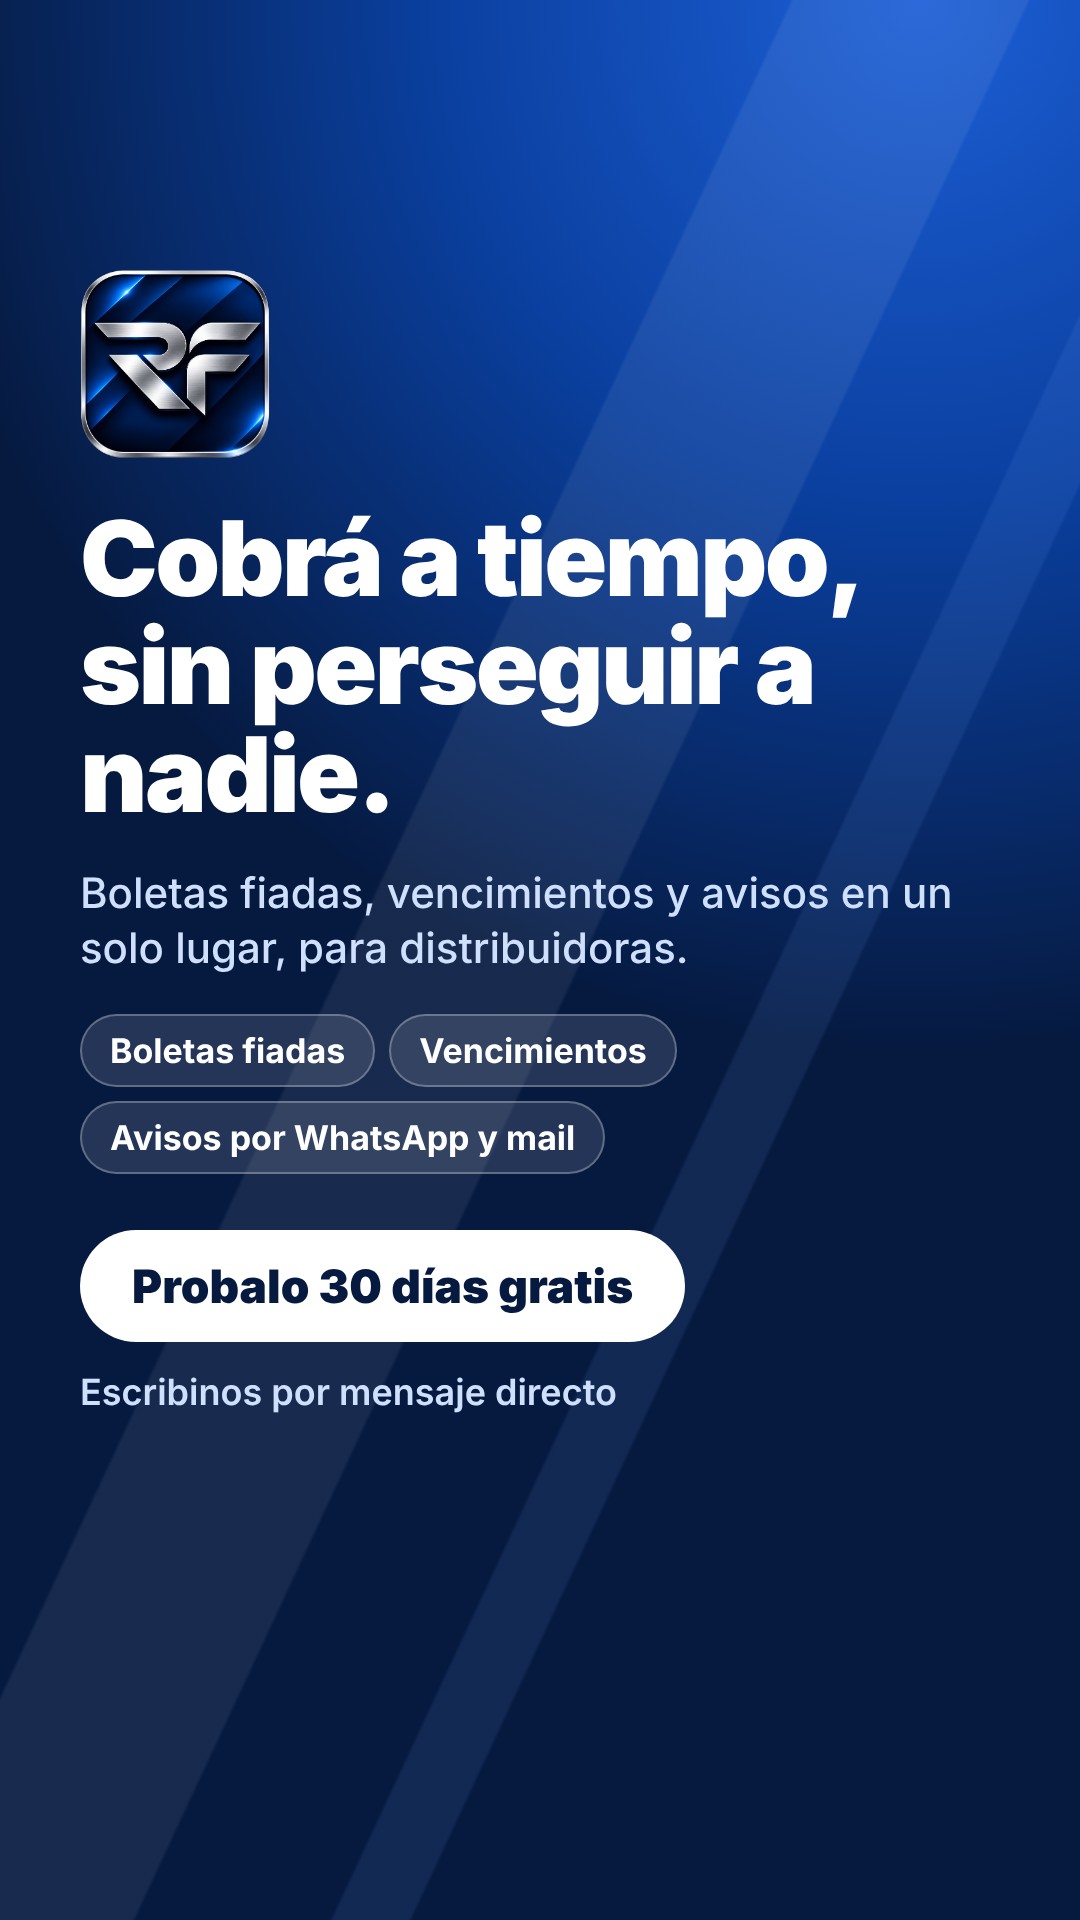 RF
Cobrá a tiempo,
sin perseguir a
nadie.
Boletas fiadas, vencimientos y avisos en un
solo lugar, para distribuidoras.
Boletas fiadas
Vencimientos
Avisos por WhatsApp y mail
Probalo 30 días gratis
Escribinos por mensaje directo